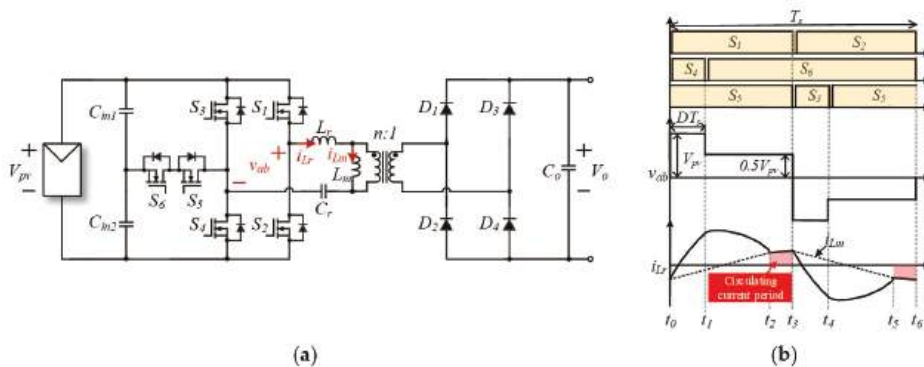 T_s
S_1 S_2
S_4 S_6
S_5 S_3 S_5
DT_s
V_pv 0.5V_pv
v_ab
i_Lm
i_Lr
Circulating
current period
t_0 t_1 t_2 t_3 t_4 t_5 t_6
(b)
V_pv
+
−
C_in1
C_in2
S_6 S_5
S_3 S_1
S_4 S_2
+
v_ab
−
L_r
i_Lr
i_Lm
L_m
n:1
C_r
D_1 D_3
D_2 D_4
C_o
+
V_o
−
(a)